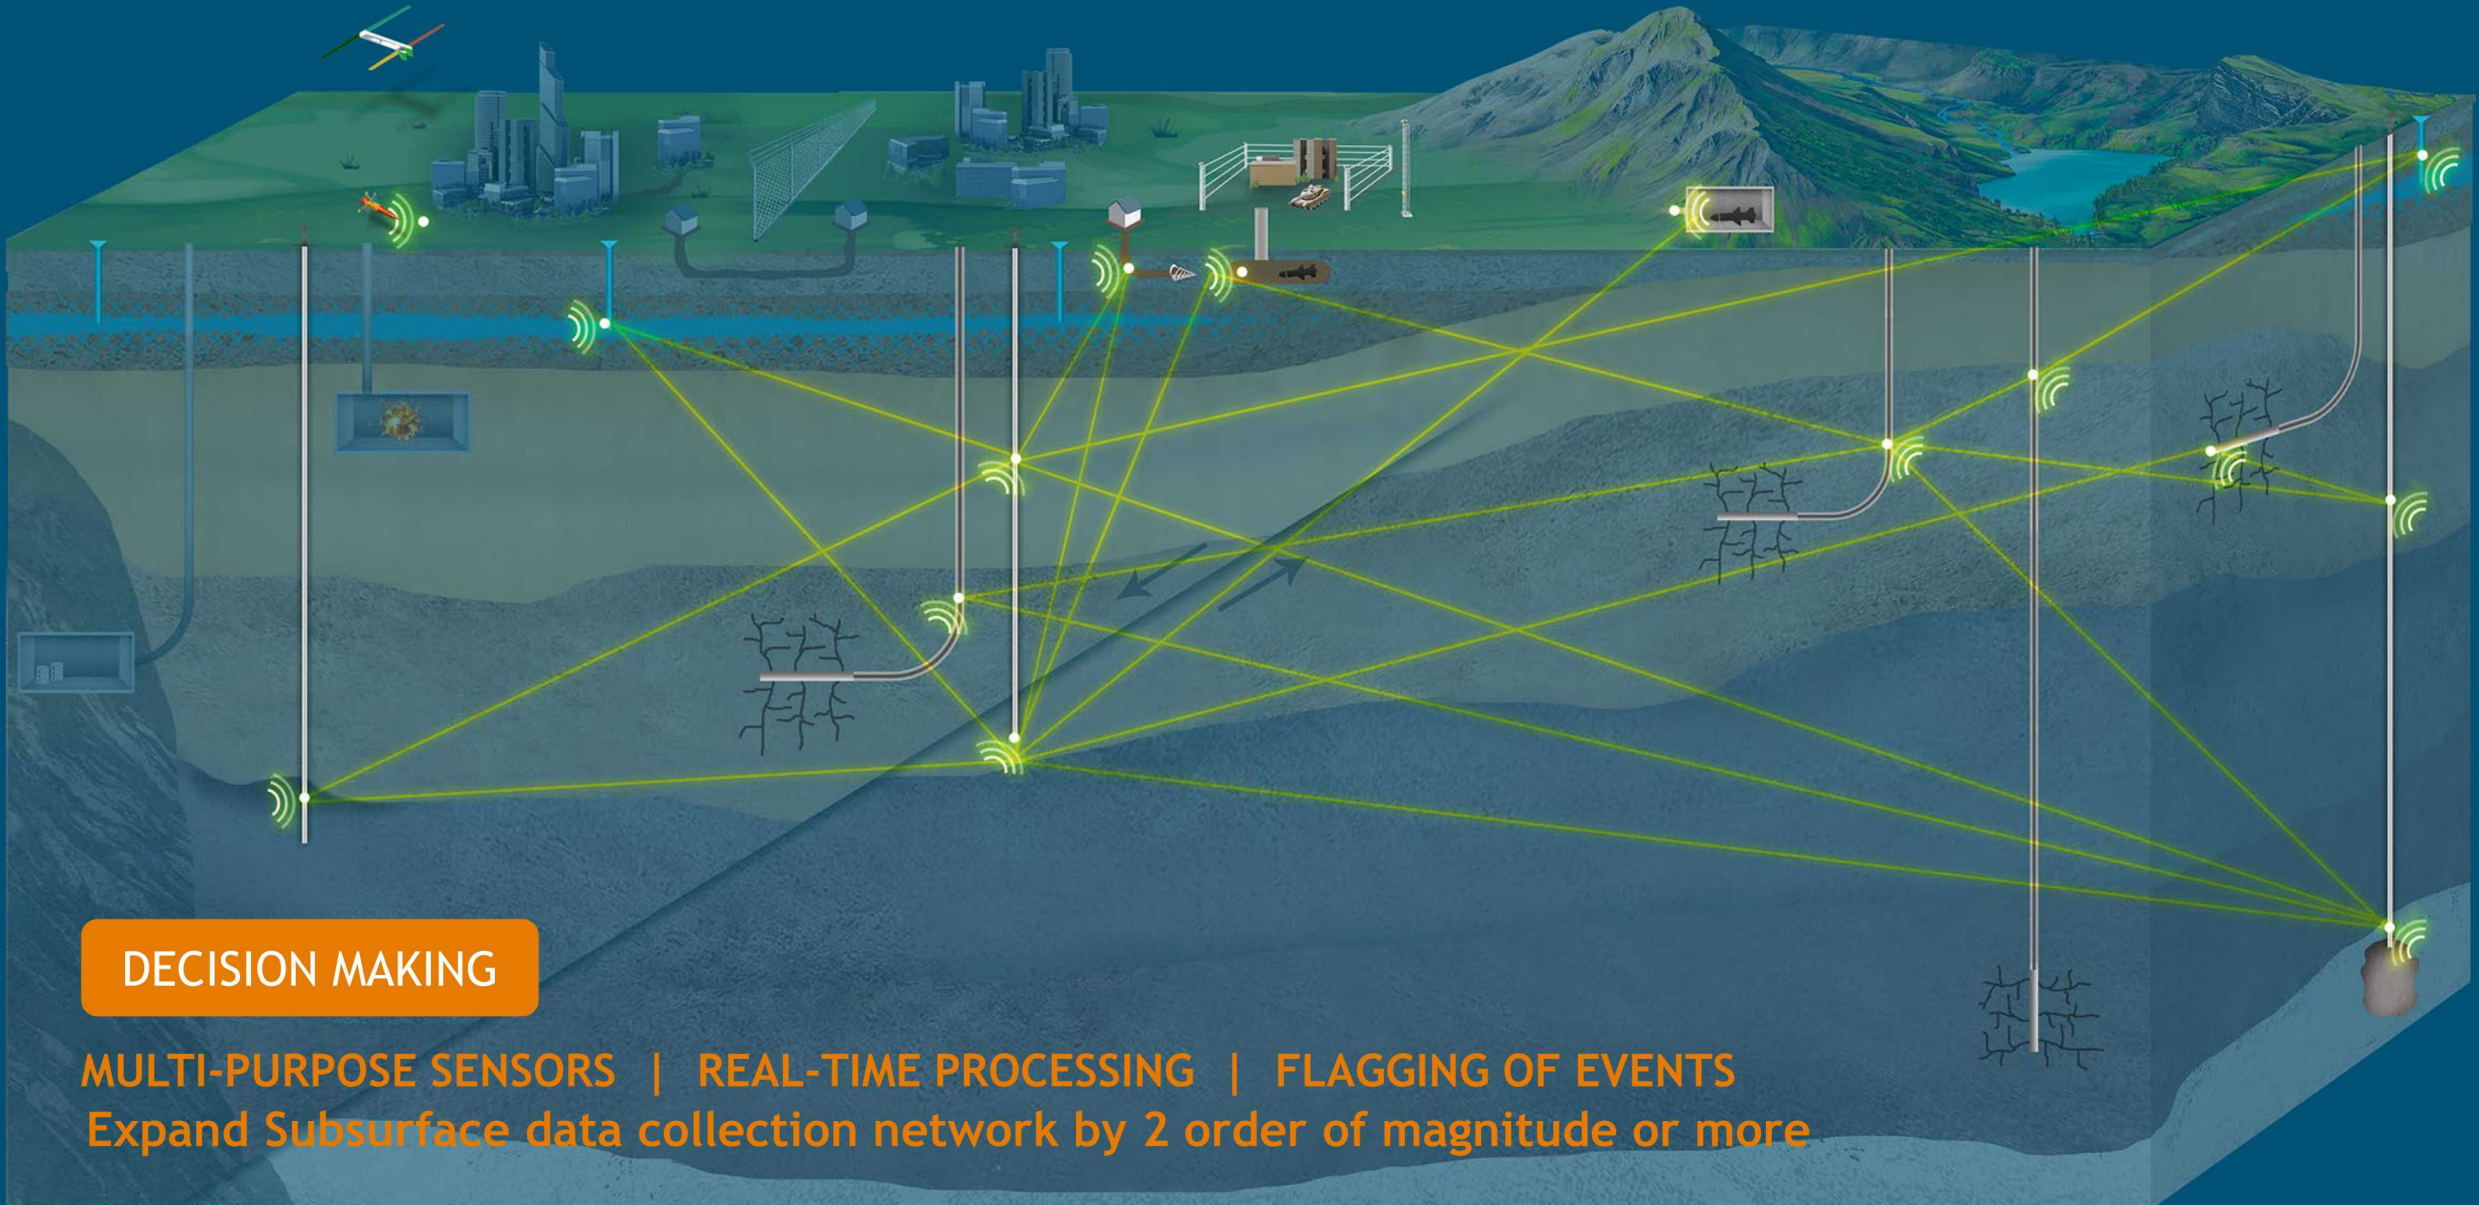 DECISION MAKING
MULTI-PURPOSE SENSORS | REAL-TIME PROCESSING | FLAGGING OF EVENTS
Expand Subsurface data collection network by 2 order of magnitude or more